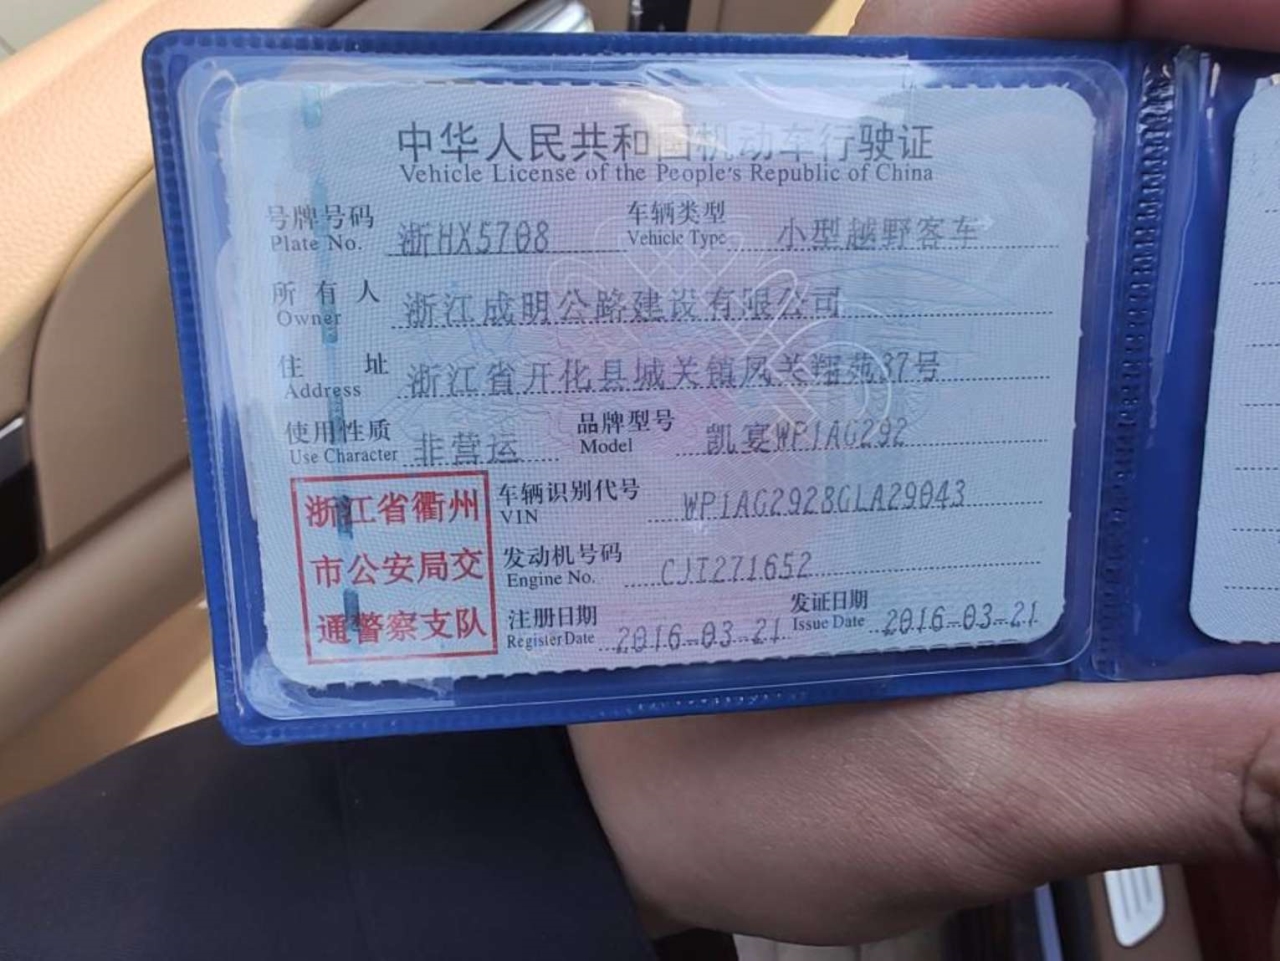 中华人民共和国机动车行驶证
Vehicle License of the People's Republic of China
号牌号码 浙HX5708 车辆类型 小型越野客车
Plate No. Vehicle Type
所有人 浙江成明公路建设有限公司
Owner
住址 浙江省开化县城关镇凤关翔苑37号
Address
使用性质 非营运 品牌型号 凯宴WP1AG292
Use Character Model
浙江省衢州
市公安局交
通警察支队
车辆识别代号 WP1AG292BGLA29043
VIN
发动机号码 CJT271652
Engine No.
注册日期 2016-03-21 发证日期 2016-03-21
Register Date Issue Date